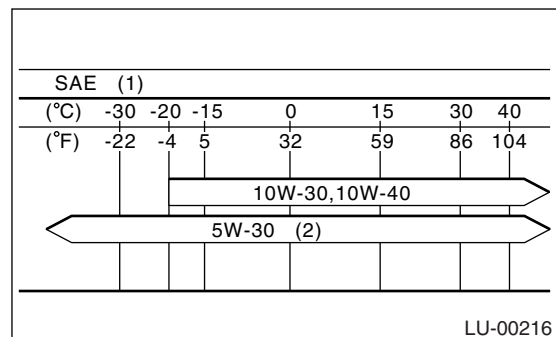 SAE (1)
(°C) -30 -20 -15 0 15 30 40
(°F) -22 -4 5 32 59 86 104
10W-30,10W-40
5W-30 (2)
LU-00216